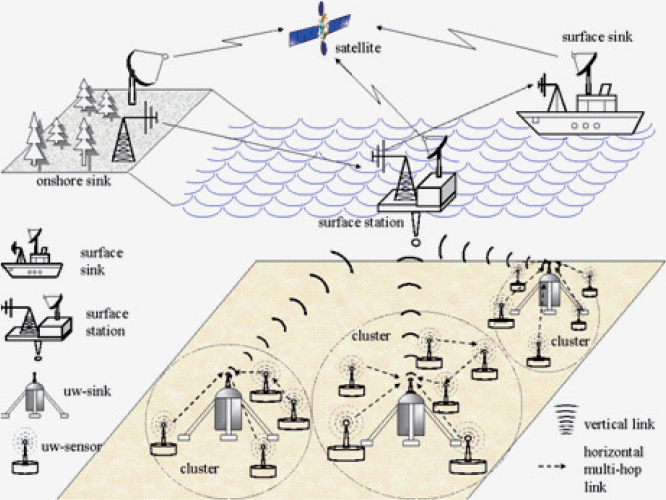 satellite
surface sink
onshore sink
surface station
surface
sink
surface
station
uw-sink
uw-sensor
cluster
cluster
cluster
vertical link
horizontal
multi-hop
link